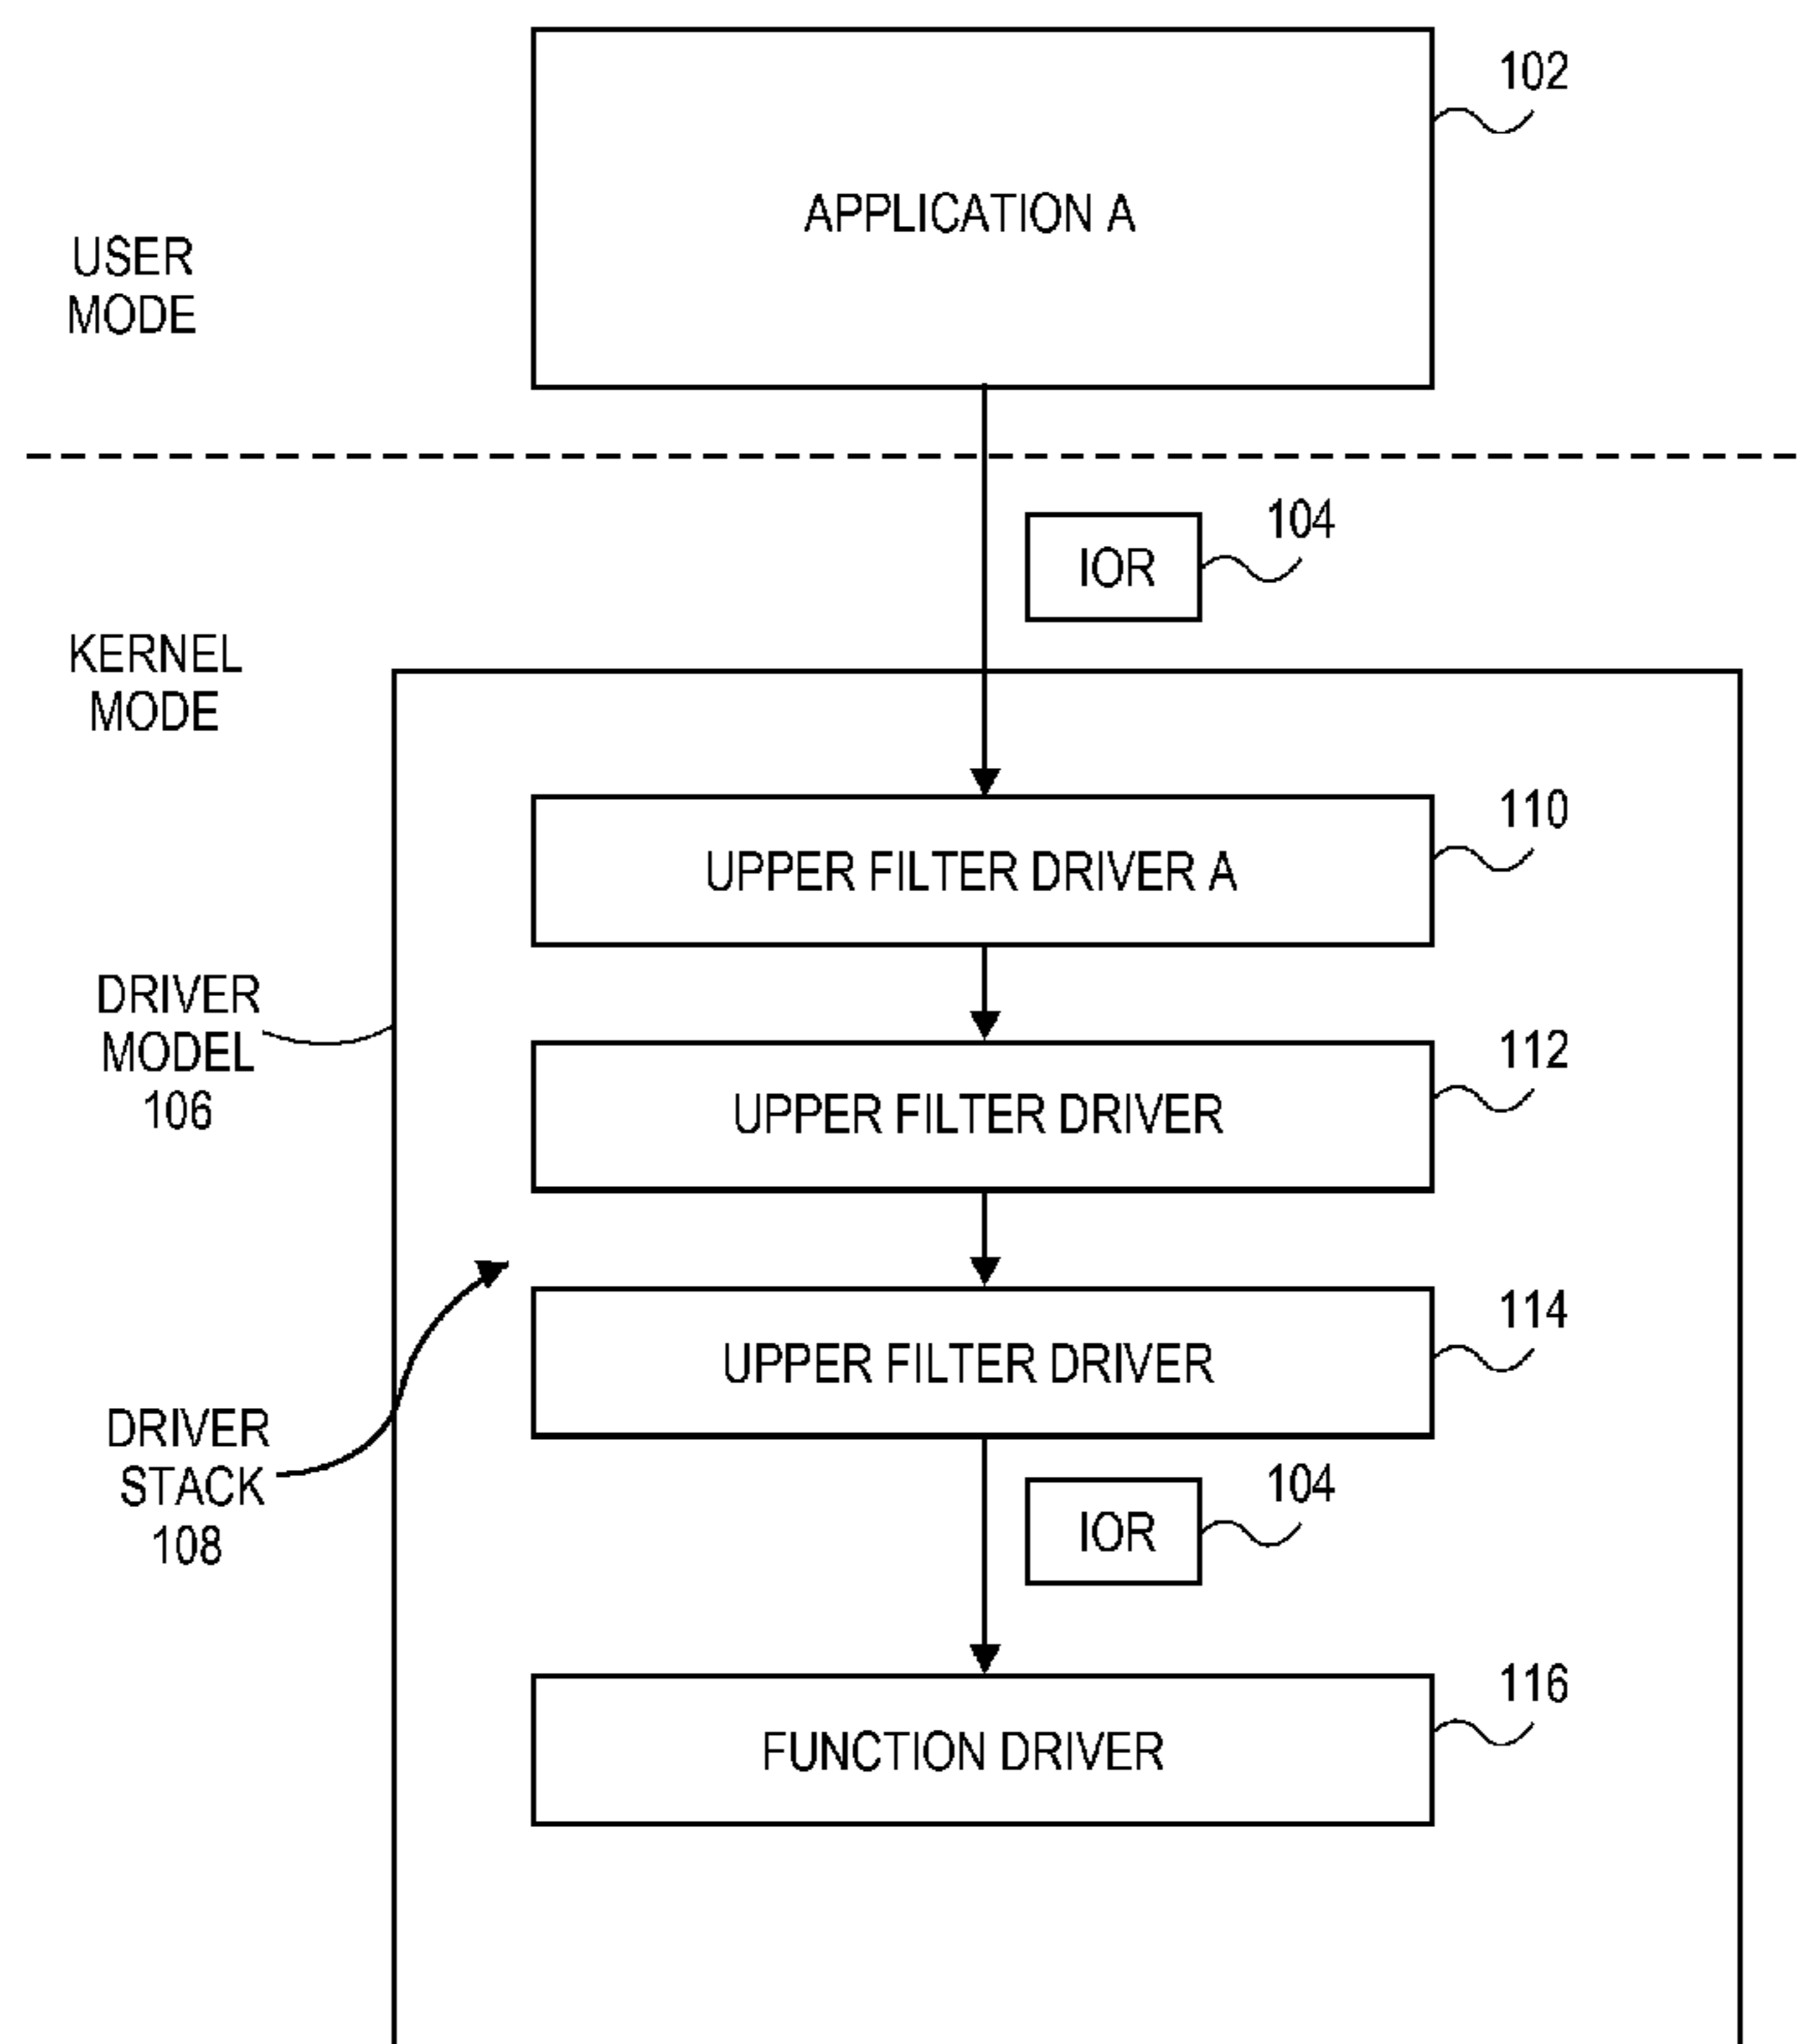 102
APPLICATION A
USER
MODE
104
IOR
KERNEL
MODE
110
UPPER FILTER DRIVER A
DRIVER
MODEL
106
112
UPPER FILTER DRIVER
114
UPPER FILTER DRIVER
DRIVER
STACK
108
104
IOR
116
FUNCTION DRIVER